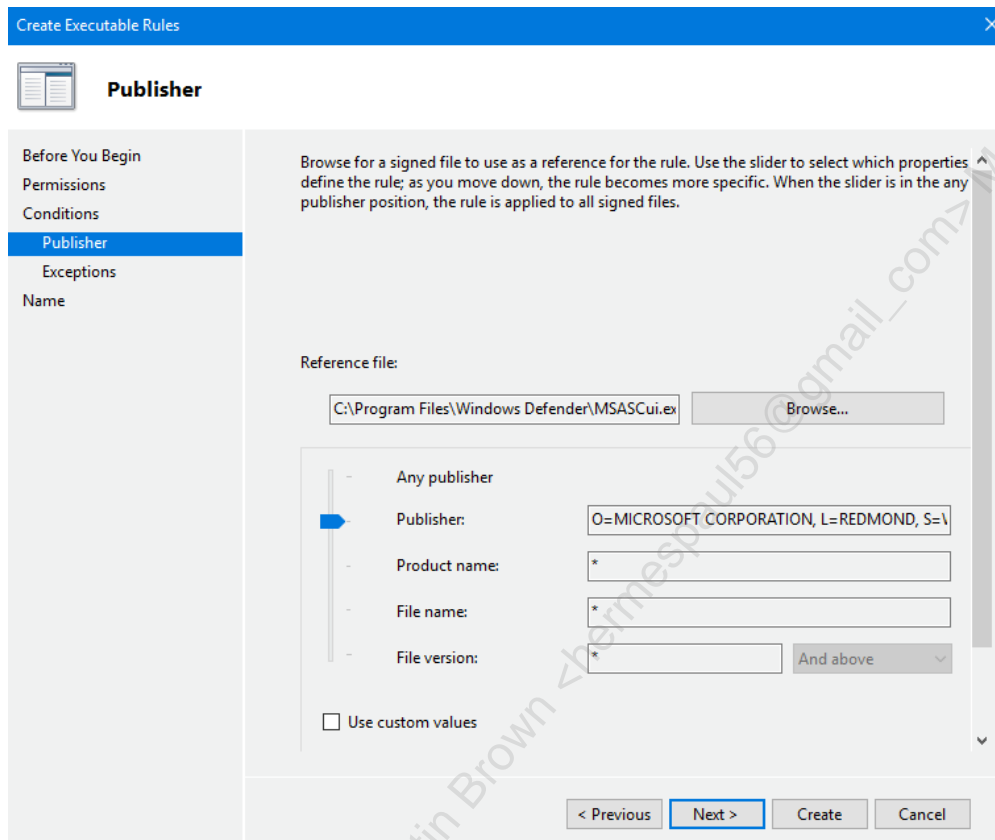 Create Executable Rules
Publisher
Before You Begin
Permissions
Conditions
Publisher
Exceptions
Name
Browse for a signed file to use as a reference for the rule. Use the slider to select which properties
define the rule; as you move down, the rule becomes more specific. When the slider is in the any
publisher position, the rule is applied to all signed files.
Reference file:
C:\Program Files\Windows Defender\MSASCui.ex
Browse...
Any publisher
Publisher:
O=MICROSOFT CORPORATION, L=REDMOND, S=
Product name:
*
File name:
*
File version:
*
And above
Use custom values
< Previous
Next >
Create
Cancel
Brown <hermespaul56@gmail_com>